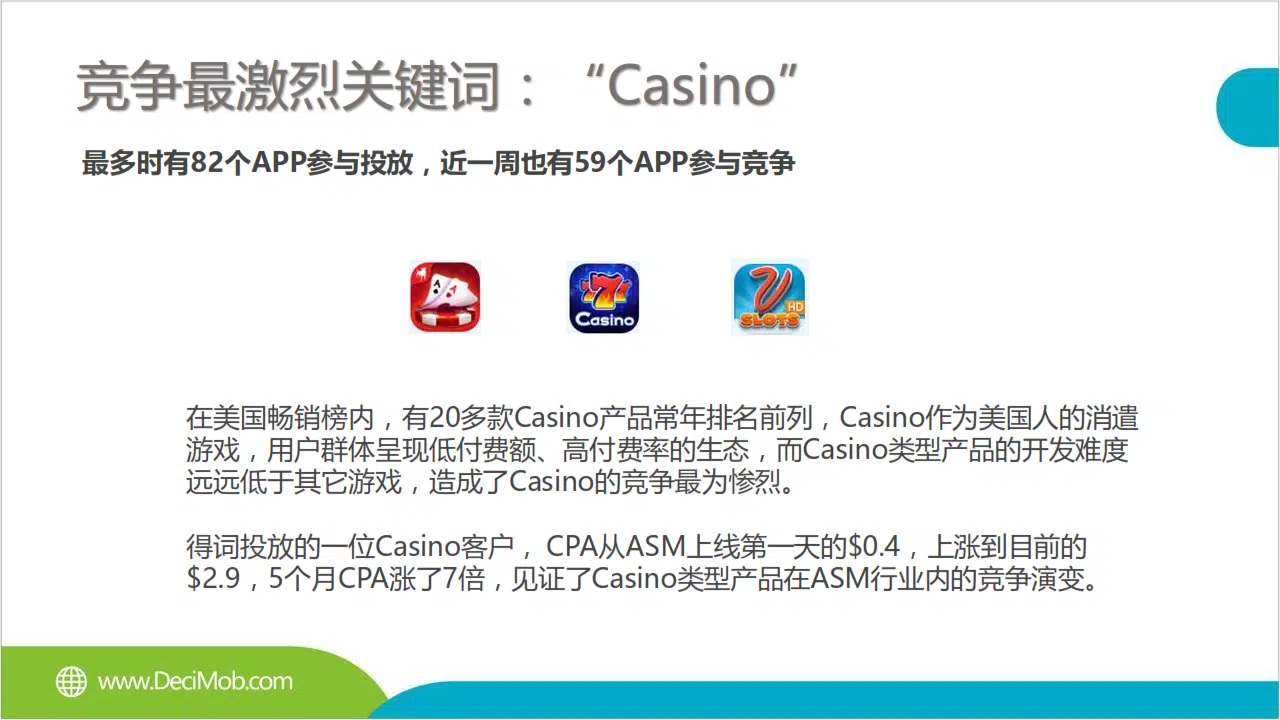 竞争最激烈关键词：“Casino”
最多时有82个APP参与投放，近一周也有59个APP参与竞争
777
Casino
SLOTS
HD
在美国畅销榜内，有20多款Casino产品常年排名前列，Casino作为美国人的消遣
游戏，用户群体呈现低付费额、高付费率的生态，而Casino类型产品的开发难度
远远低于其它游戏，造成了Casino的竞争最为惨烈。
得词投放的一位Casino客户， CPA从ASM上线第一天的$0.4，上涨到目前的
$2.9，5个月CPA涨了7倍，见证了Casino类型产品在ASM行业内的竞争演变。
www.DeciMob.com